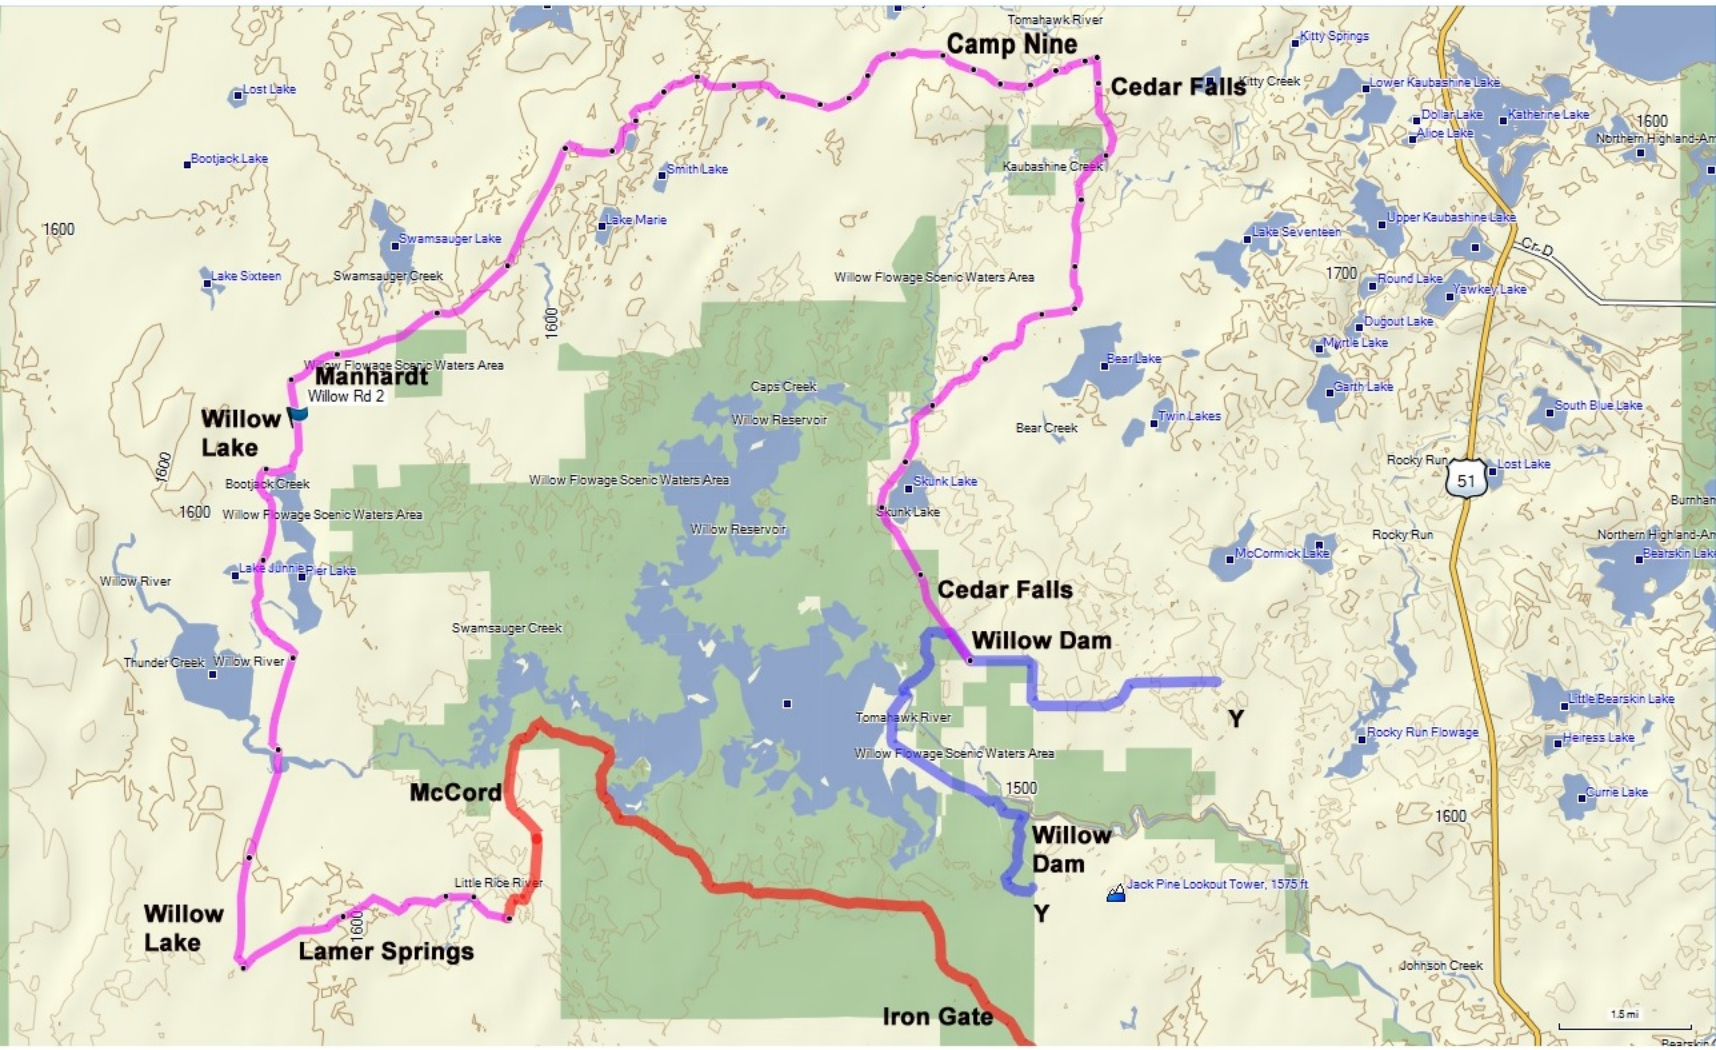 Tomahawk River
Camp Nine
Kitty Springs
Cedar Falls
Kitty Creek
Lower Kaubashine Lake
Lost Lake
Dollar Lake
Katherine Lake
1600
Alice Lake
Northern Highland-Am
Bootjack Lake
Smith Lake
Kaubashine Creek
1600
Lake Marie
Upper Kaubashine Lake
Swamsauger Lake
Lake Seventeen
Cr-D
Lake Sixteen
Swamsauger Creek
Willow Flowage Scenic Waters Area
1700
Round Lake
Yawkey Lake
1600
Dugout Lake
Myrtle Lake
Willow Flowage Scenic Waters Area
Manhardt
Bear Lake
Willow Rd 2
Caps Creek
Garth Lake
Willow
Lake
Willow Reservoir
Bear Creek
Twin Lakes
South Blue Lake
1600
Rocky Run
Lost Lake
51
Bootjack Creek
Willow Flowage Scenic Waters Area
Skunk Lake
1600
Willow Flowage Scenic Waters Area
Skunk Lake
Burnham
Willow Reservoir
Rocky Run
Northern Highland-Am
McCormick Lake
Bearskin Lake
Lake Junnie
Pier Lake
Willow River
Cedar Falls
Swamsauger Creek
Willow Dam
Thunder Creek
Willow River
Little Bearskin Lake
Tomahawk River
Y
Rocky Run Flowage
Heiress Lake
Willow Flowage Scenic Waters Area
McCord
1500
Currie Lake
1600
Willow
Dam
Little Rice River
Jack Pine Lookout Tower, 1575 ft
Y
Willow
Lake
1600
Lamer Springs
Johnson Creek
Iron Gate
1.5 mi